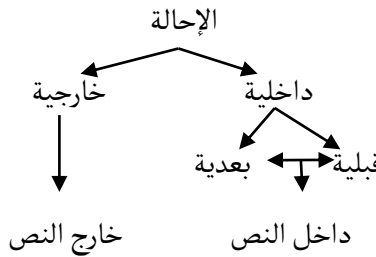 الإحالة
داخلية
خارجية
قبلية
بعدية
داخل النص
خارج النص